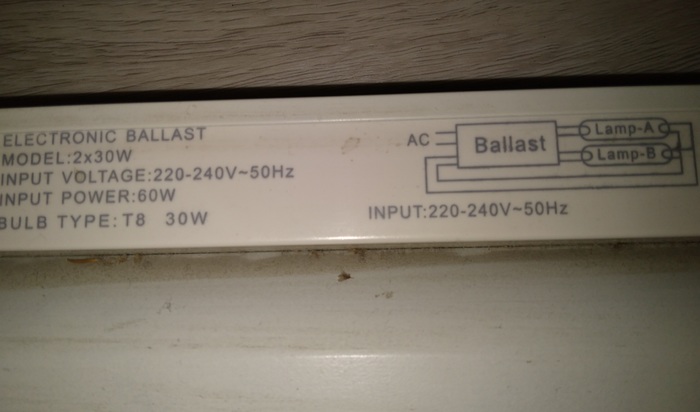 ELECTRONIC BALLAST
MODEL:2x30W
INPUT VOLTAGE:220-240V~50Hz
INPUT POWER:60W
BULB TYPE:T8 30W
AC
Ballast
Lamp-A
Lamp-B
INPUT:220-240V~50Hz